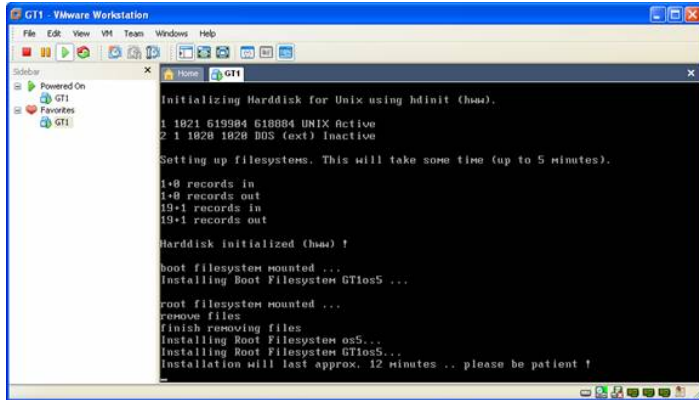 GT1 - VMware Workstation
File Edit View VM Team Windows Help
Sidebar
Powered On
GT1
Favorites
GT1
Home GT1
Initializing Harddisk for Unix using hdinit (hww).
1 1021 619904 618884 UNIX Active
2 1 1020 1020 DOS (ext) Inactive
Setting up filesystems. This will take some time (up to 5 minutes).
1+0 records in
1+0 records out
19+1 records in
19+1 records out
Harddisk initialized (hww) !
boot filesystem mounted ...
Installing Boot Filesystem GT1os5 ...
root filesystem mounted ...
remove files
finish removing files
Installing Root Filesystem os5...
Installing Root Filesystem GT1os5...
Installation will last approx. 12 minutes .. please be patient !